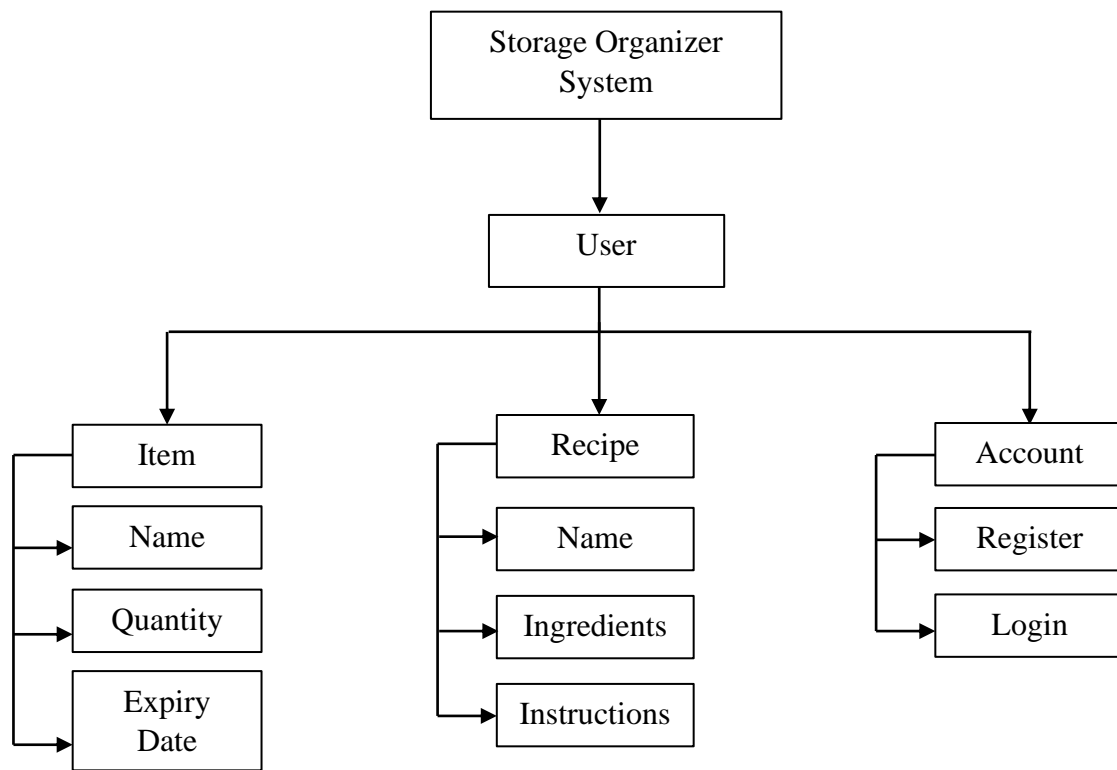 Storage Organizer
System
User
Item
Name
Quantity
Expiry
Date
Recipe
Name
Ingredients
Instructions
Account
Register
Login